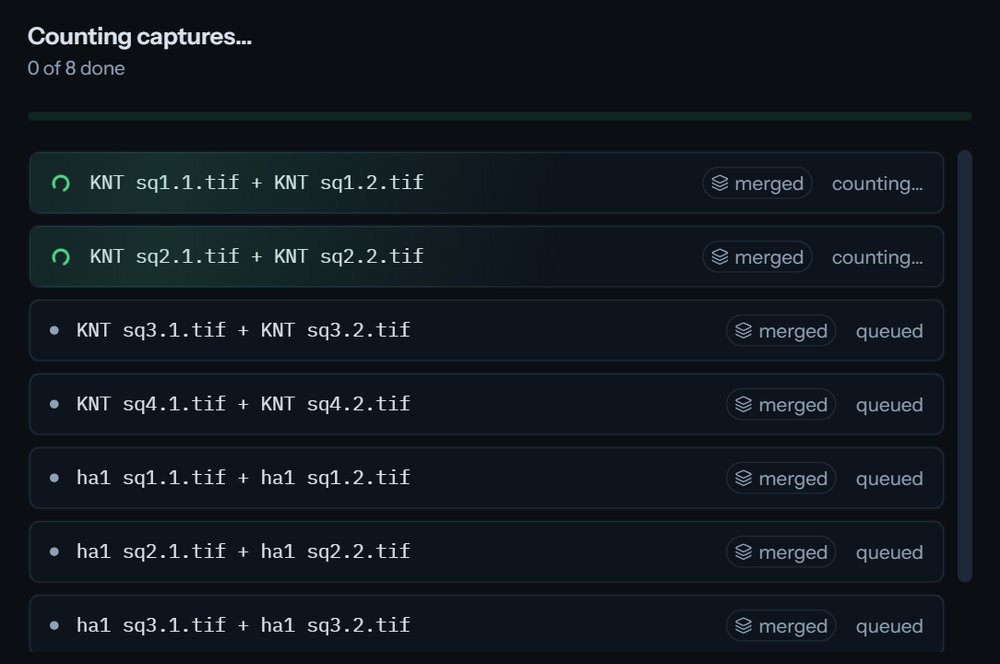 Counting captures...
0 of 8 done
KNT sq1.1.tif + KNT sq1.2.tif merged counting...
KNT sq2.1.tif + KNT sq2.2.tif merged counting...
KNT sq3.1.tif + KNT sq3.2.tif merged queued
KNT sq4.1.tif + KNT sq4.2.tif merged queued
ha1 sq1.1.tif + ha1 sq1.2.tif merged queued
ha1 sq2.1.tif + ha1 sq2.2.tif merged queued
ha1 sq3.1.tif + ha1 sq3.2.tif merged queued